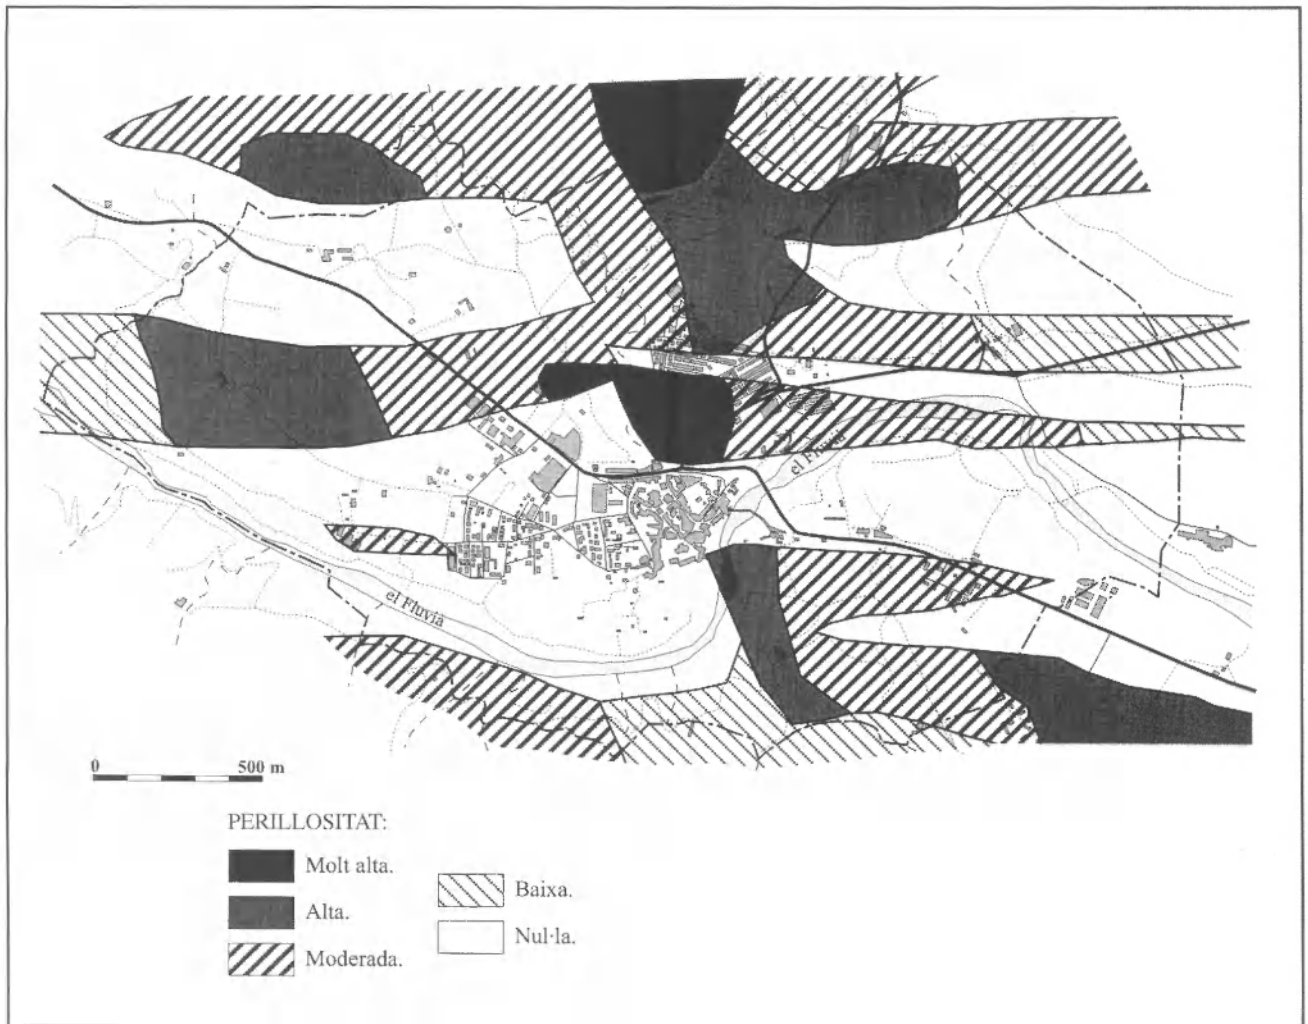 el Fluvià
el Fluvià
0 500 m
PERILLOSITAT:
Molt alta.
Alta.
Moderada.
Baixa.
Nul·la.